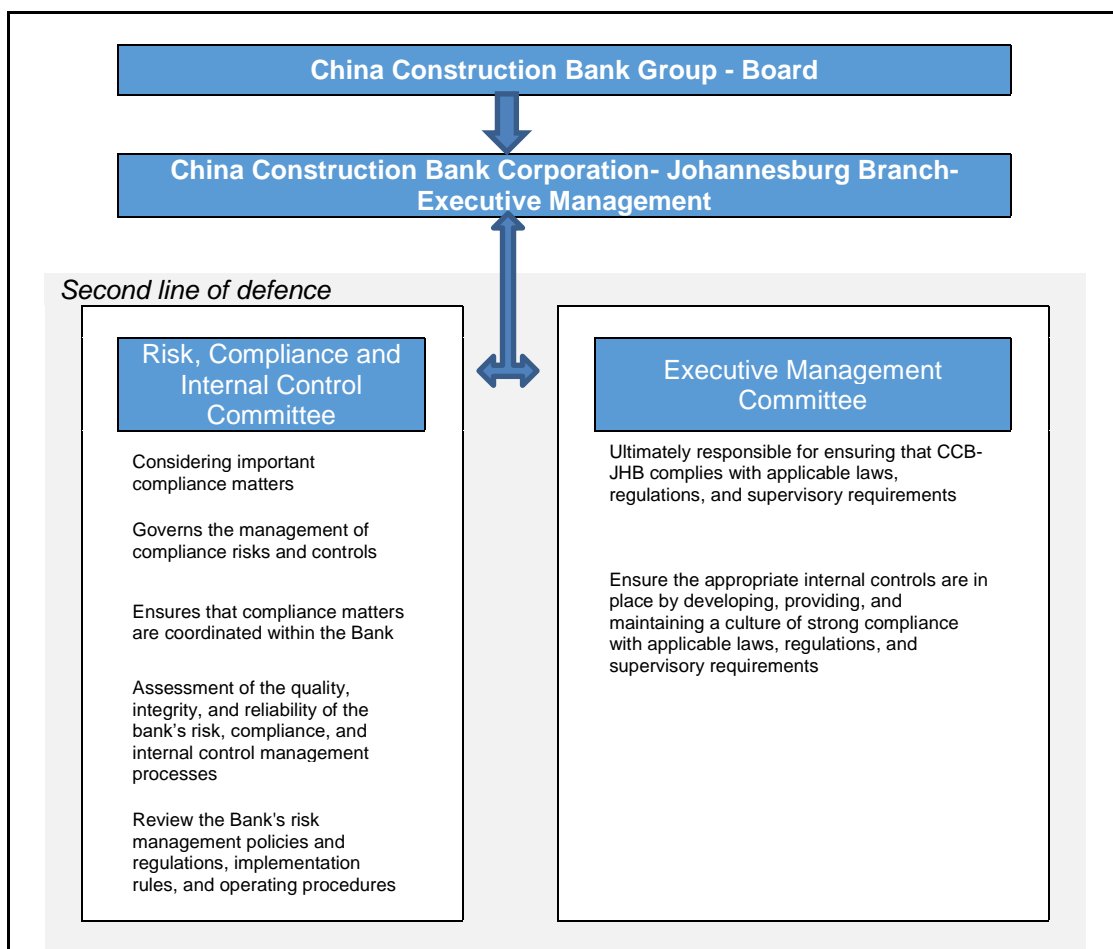 China Construction Bank Group - Board
China Construction Bank Corporation- Johannesburg Branch-
Executive Management
Second line of defence
Risk, Compliance and
Internal Control
Committee
Considering important
compliance matters
Governs the management of
compliance risks and controls
Ensures that compliance matters
are coordinated within the Bank
Assessment of the quality,
integrity, and reliability of the
bank's risk, compliance, and
internal control management
processes
Review the Bank's risk
management policies and
regulations, implementation
rules, and operating procedures
Executive Management
Committee
Ultimately responsible for ensuring that CCB-
JHB complies with applicable laws,
regulations, and supervisory requirements
Ensure the appropriate internal controls are in
place by developing, providing, and
maintaining a culture of strong compliance
with applicable laws, regulations, and
supervisory requirements